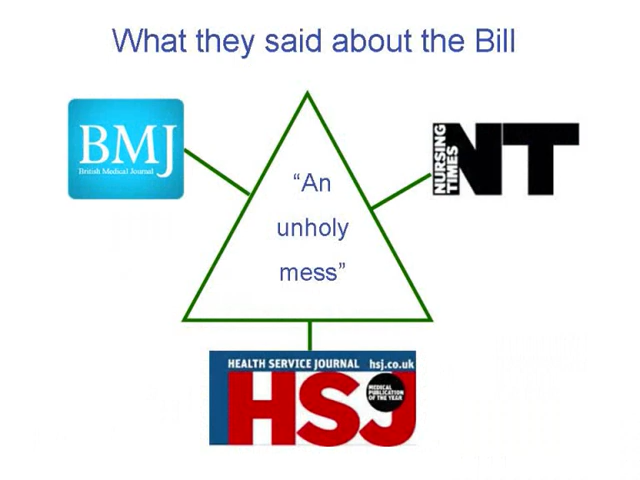 What they said about the Bill
BMJ
British Medical Journal
NURSING
TIMES
NT
“An
unholy
mess”
HEALTH SERVICE JOURNAL hsj.co.uk
HSJ
MEDICAL
PUBLICATION
OF THE YEAR